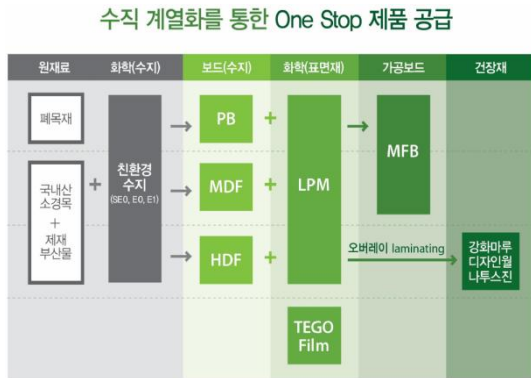 수직 계열화를 통한 One Stop 제품 공급
원재료 화학(수지) 보드(수지) 화학(표면재) 가공보드 건장재
폐목재
국내산
소경목
+
제재
부산물
+
친환경
수지
(SE0, E0, E1)
PB
+
MDF
+
HDF
+
LPM
TEGO
Film
MFB
오버레이 laminating
강화마루
디자인월
나투스진